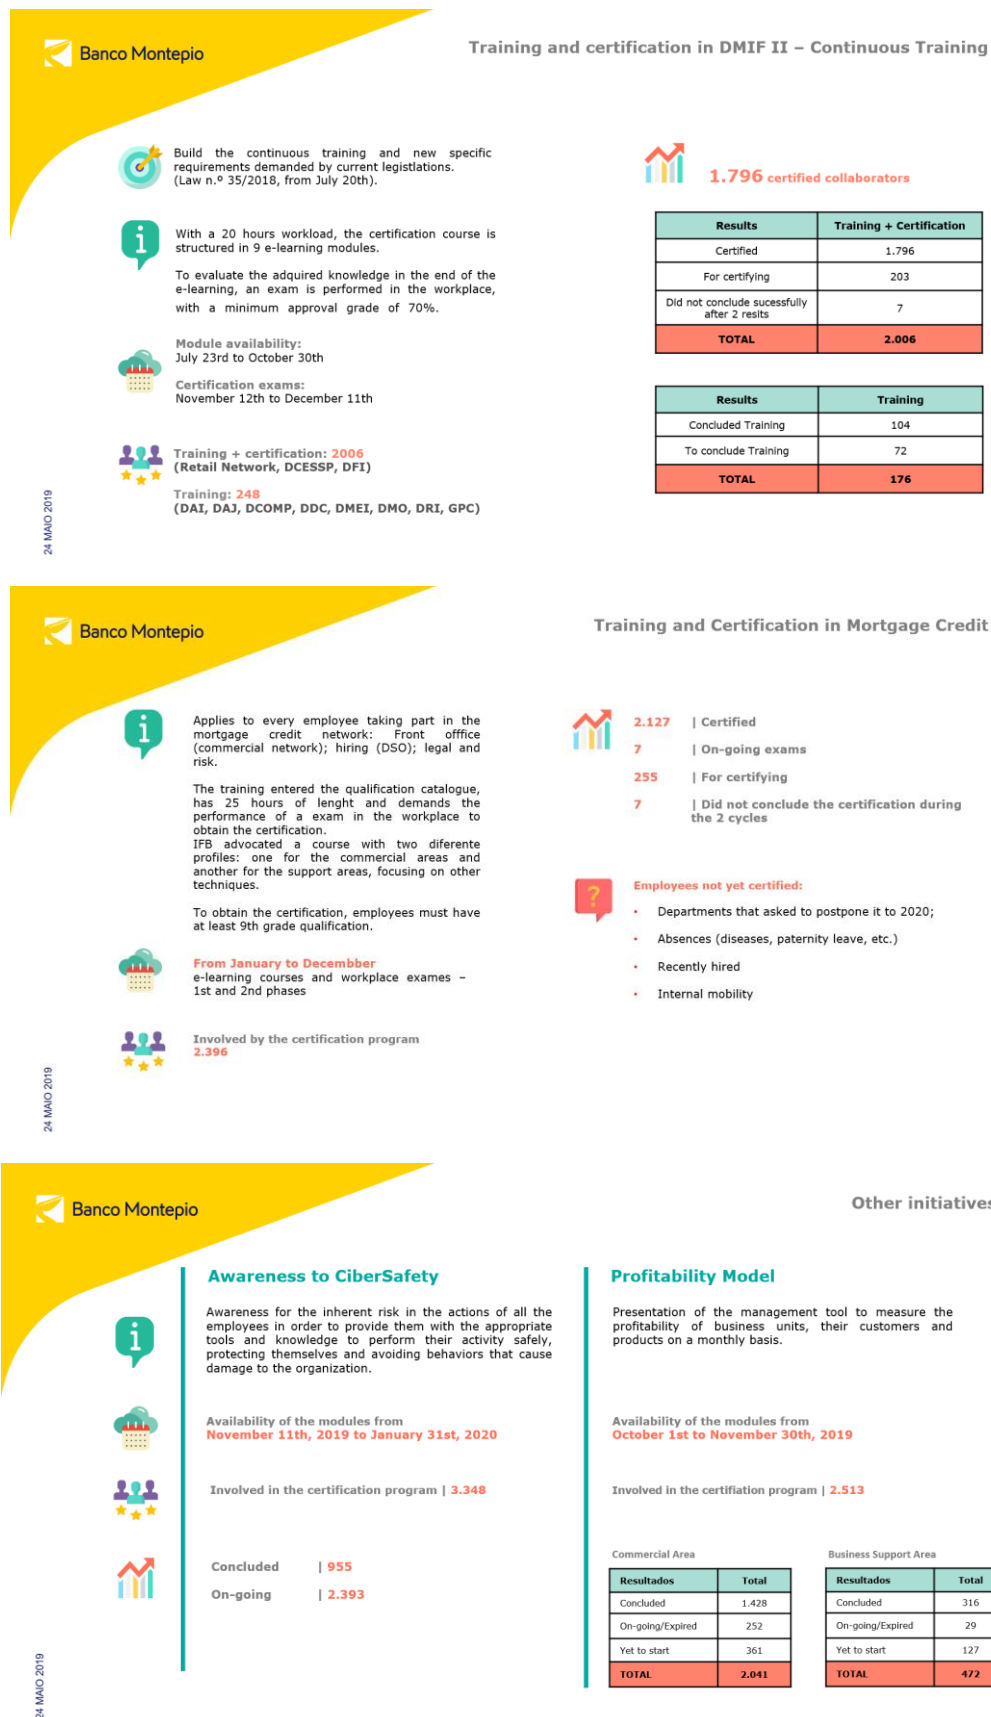 Banco Montepio
Training and certification in DMIF II – Continuous Training
Build the continuous training and new specific
requirements demanded by current legistlations.
(Law n.º 35/2018, from July 20th).
With a 20 hours workload, the certification course is
structured in 9 e-learning modules.
To evaluate the adquired knowledge in the end of the
e-learning, an exam is performed in the workplace,
with a minimum approval grade of 70%.
Module availability:
July 23rd to October 30th
Certification exams:
November 12th to December 11th
Training + certification: 2006
(Retail Network, DCESSP, DFI)
Training: 248
(DAI, DAJ, DCOMP, DDC, DMEI, DMO, DRI, GPC)
1.796 certified collaborators
Results Training + Certification
Certified 1.796
For certifying 203
Did not conclude sucessfully
after 2 resits 7
TOTAL 2.006
Results Training
Concluded Training 104
To conclude Training 72
TOTAL 176
24 MAIO 2019
Banco Montepio
Training and Certification in Mortgage Credit
Applies to every employee taking part in the
mortgage credit network: Front offfice
(commercial network); hiring (DSO); legal and
risk.
The training entered the qualification catalogue,
has 25 hours of lenght and demands the
performance of a exam in the workplace to
obtain the certification.
IFB advocated a course with two diferente
profiles: one for the commercial areas and
another for the support areas, focusing on other
techniques.
To obtain the certification, employees must have
at least 9th grade qualification.
From January to Decembber
e-learning courses and workplace exames –
1st and 2nd phases
Involved by the certification program
2.396
2.127 | Certified
7 | On-going exams
255 | For certifying
7 | Did not conclude the certification during
the 2 cycles
?
Employees not yet certified:
• Departments that asked to postpone it to 2020;
• Absences (diseases, paternity leave, etc.)
• Recently hired
• Internal mobility
24 MAIO 2019
Banco Montepio
Other initiatives
Awareness to CiberSafety
Awareness for the inherent risk in the actions of all the
employees in order to provide them with the appropriate
tools and knowledge to perform their activity safely,
protecting themselves and avoiding behaviors that cause
damage to the organization.
Availability of the modules from
November 11th, 2019 to January 31st, 2020
Involved in the certification program | 3.348
Concluded | 955
On-going | 2.393
Profitability Model
Presentation of the management tool to measure the
profitability of business units, their customers and
products on a monthly basis.
Availability of the modules from
October 1st to November 30th, 2019
Involved in the certifiation program | 2.513
Commercial Area
Resultados Total
Concluded 1.428
On-going/Expired 252
Yet to start 361
TOTAL 2.041
Business Support Area
Resultados Total
Concluded 316
On-going/Expired 29
Yet to start 127
TOTAL 472
24 MAIO 2019